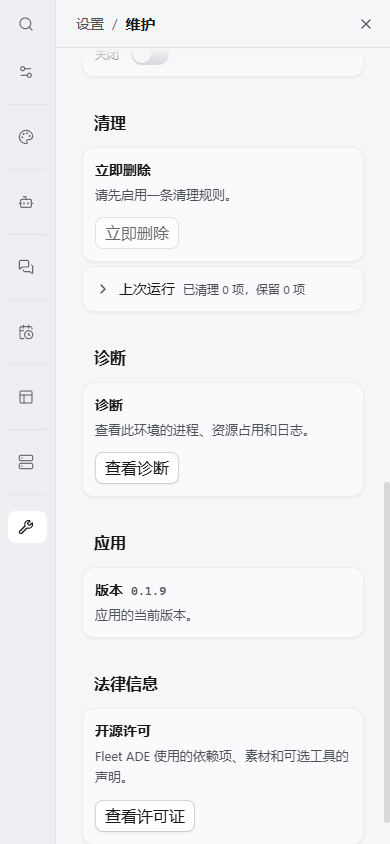 设置 / 维护
关闭
清理
立即删除
请先启用一条清理规则。
立即删除
上次运行 已清理 0 项，保留 0 项
诊断
诊断
查看此环境的进程、资源占用和日志。
查看诊断
应用
版本 0.1.9
应用的当前版本。
法律信息
开源许可
Fleet ADE 使用的依赖项、素材和可选工具的
声明。
查看许可证